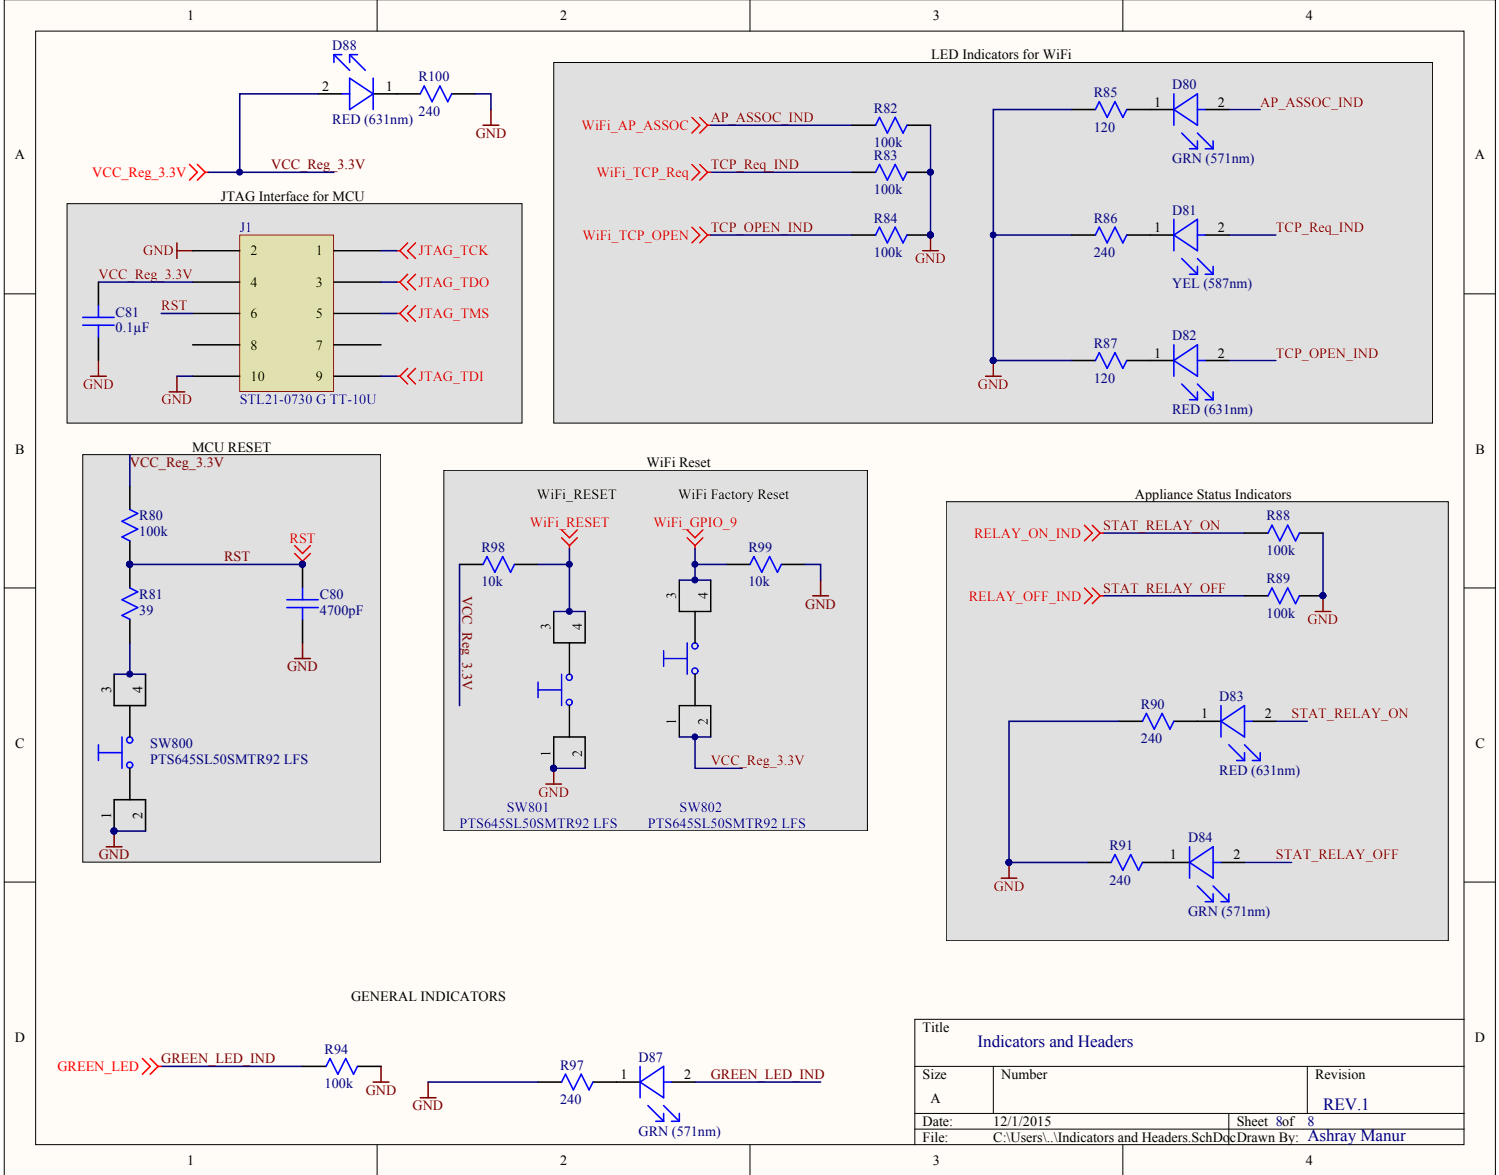 1 2 3 4
A A
B B
C C
D D
D88
2 1
R100
RED (631nm) 240
GND
VCC_Reg_3.3V
VCC_Reg_3.3V
JTAG Interface for MCU
J1
GND 2 1 JTAG_TCK
VCC_Reg_3.3V 4 3 JTAG_TDO
RST 6 5 JTAG_TMS
8 7
10 9 JTAG_TDI
C81
0.1µF
GND
GND
STL21-0730 G TT-10U
LED Indicators for WiFi
WiFi_AP_ASSOC AP_ASSOC_IND R82
100k
WiFi_TCP_Req TCP_Req_IND R83
100k
WiFi_TCP_OPEN TCP_OPEN_IND R84
100k
GND
R85 1 D80 2 AP_ASSOC_IND
120
GRN (571nm)
R86 1 D81 2 TCP_Req_IND
240
YEL (587nm)
R87 1 D82 2 TCP_OPEN_IND
120
RED (631nm)
GND
MCU RESET
VCC_Reg_3.3V
R80
100k
RST
RST
R81
39
C80
4700pF
GND
3 4
SW800
PTS645SL50SMTR92 LFS
1 2
GND
WiFi Reset
WiFi_RESET WiFi Factory Reset
WiFi_RESET WiFi_GPIO_9
R98 R99
10k 10k
GND
VCC_Reg_3.3V
3 4 3 4
1 2 1 2
VCC_Reg_3.3V
GND
SW801 SW802
PTS645SL50SMTR92 LFS PTS645SL50SMTR92 LFS
Appliance Status Indicators
RELAY_ON_IND STAT_RELAY_ON R88
100k
RELAY_OFF_IND STAT_RELAY_OFF R89
100k
GND
R90 1 D83 2 STAT_RELAY_ON
240
RED (631nm)
R91 1 D84 2 STAT_RELAY_OFF
240
GND
GRN (571nm)
GENERAL INDICATORS
GREEN_LED GREEN_LED_IND R94
100k
GND
R97 1 D87 2 GREEN_LED_IND
240
GND
GRN (571nm)
Title
Indicators and Headers
Size Number Revision
A REV.1
Date: 12/1/2015 Sheet 8of 8
File: C:\Users\..\Indicators and Headers.SchDoc Drawn By: Ashray Manur
1 2 3 4